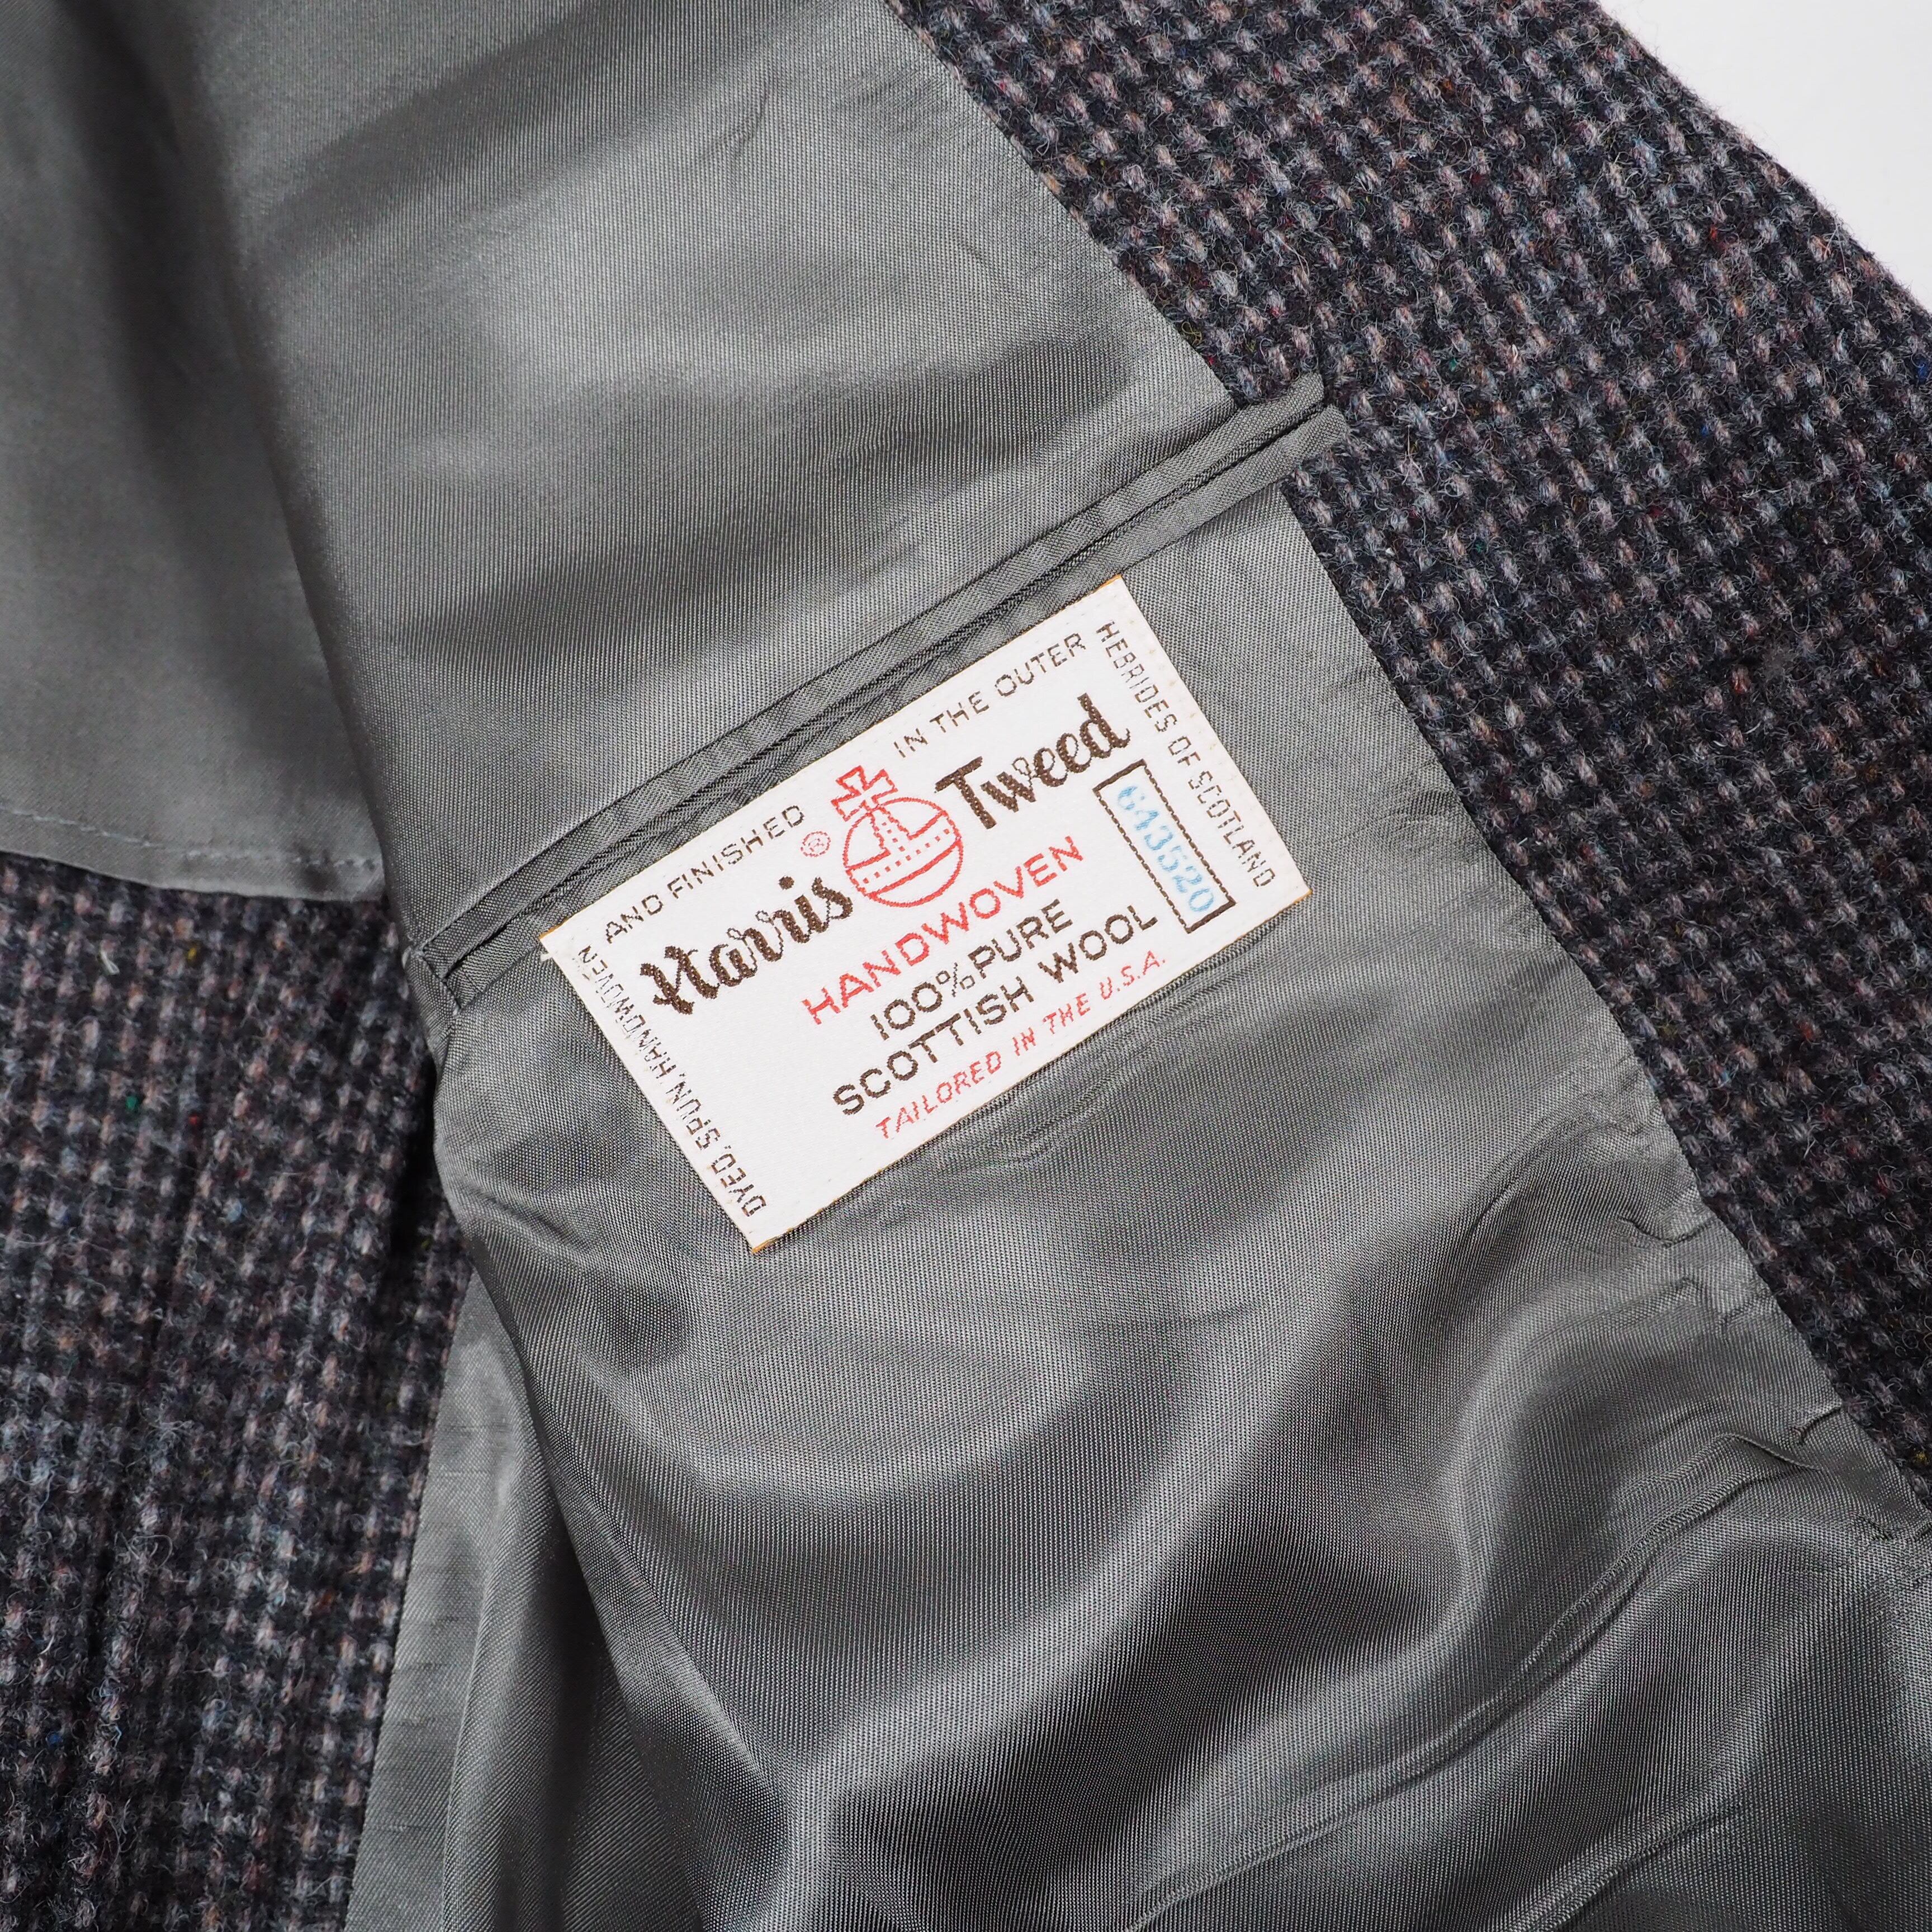 DYED, SPUN, HANDWOVEN
AND FINISHED
IN THE OUTER
HEBRIDES OF SCOTLAND
®
Harris Tweed
HANDWOVEN
100% PURE
SCOTTISH WOOL
TAILORED IN THE U.S.A.
643520